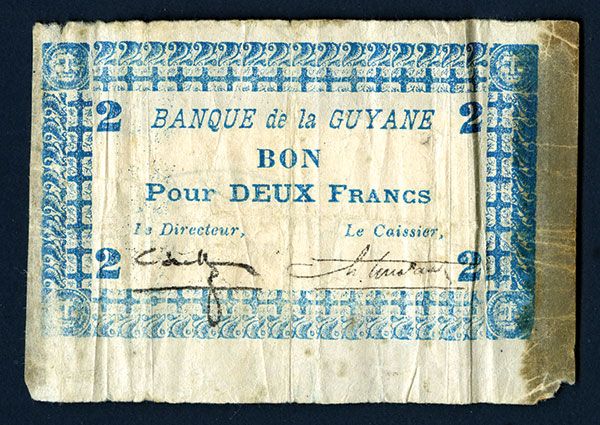 2 BANQUE de la GUYANE 2
BON
Pour DEUX FRANCS
Le Directeur, Le Caissier,
2 2